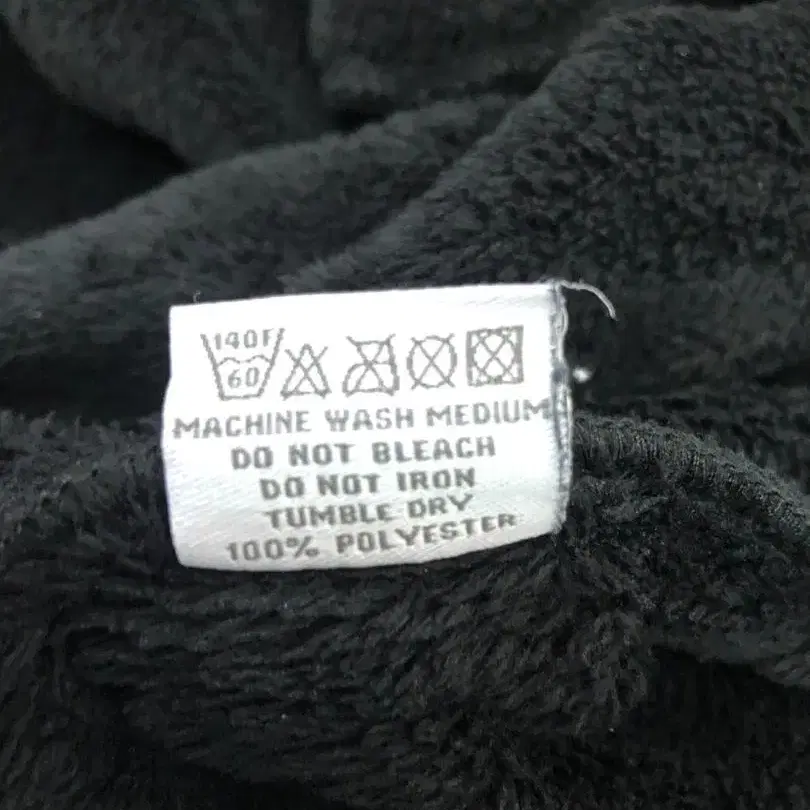 140F
60
MACHINE WASH MEDIUM
DO NOT BLEACH
DO NOT IRON
TUMBLE DRY
100% POLYESTER